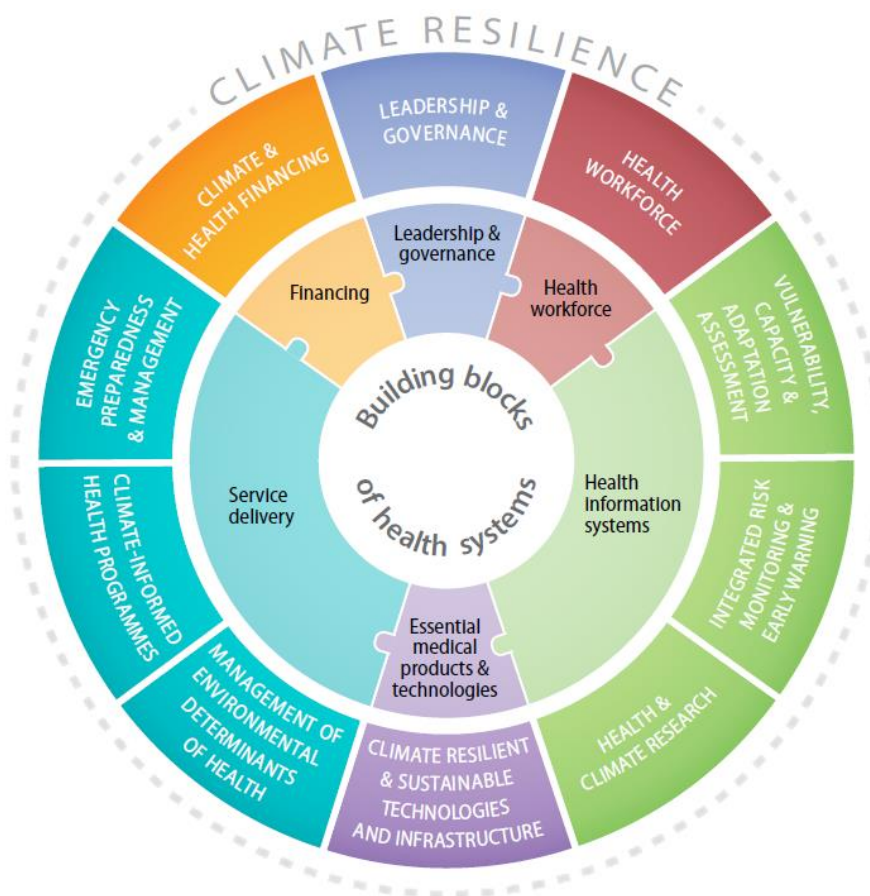 CLIMATE RESILIENCE
LEADERSHIP &
GOVERNANCE
HEALTH
WORKFORCE
VULNERABILITY,
CAPACITY &
ADAPTATION
ASSESSMENT
INTEGRATED RISK
MONITORING &
EARLY WARNING
HEALTH &
CLIMATE RESEARCH
CLIMATE RESILIENT
& SUSTAINABLE
TECHNOLOGIES
AND INFRASTRUCTURE
MANAGEMENT OF
ENVIRONMENTAL
DETERMINANTS
OF HEALTH
CLIMATE-INFORMED
HEALTH PROGRAMMES
EMERGENCY
PREPAREDNESS
& MANAGEMENT
CLIMATE &
HEALTH FINANCING
Leadership &
governance
Health
workforce
Health
information
systems
Essential
medical
products &
technologies
Service
delivery
Financing
Building blocks
of health systems